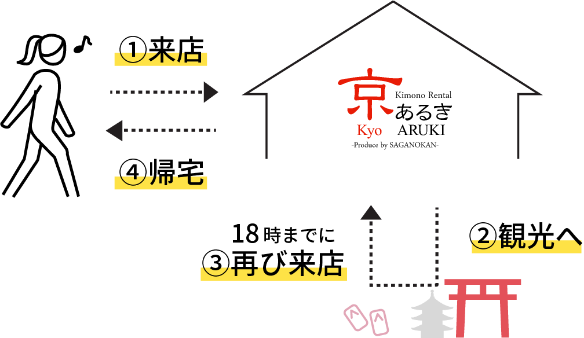 ①来店
④帰宅
京あるき
Kimono Rental
Kyo ARUKI
-Produce by SAGANOKAN-
18時までに
③再び来店
②観光へ